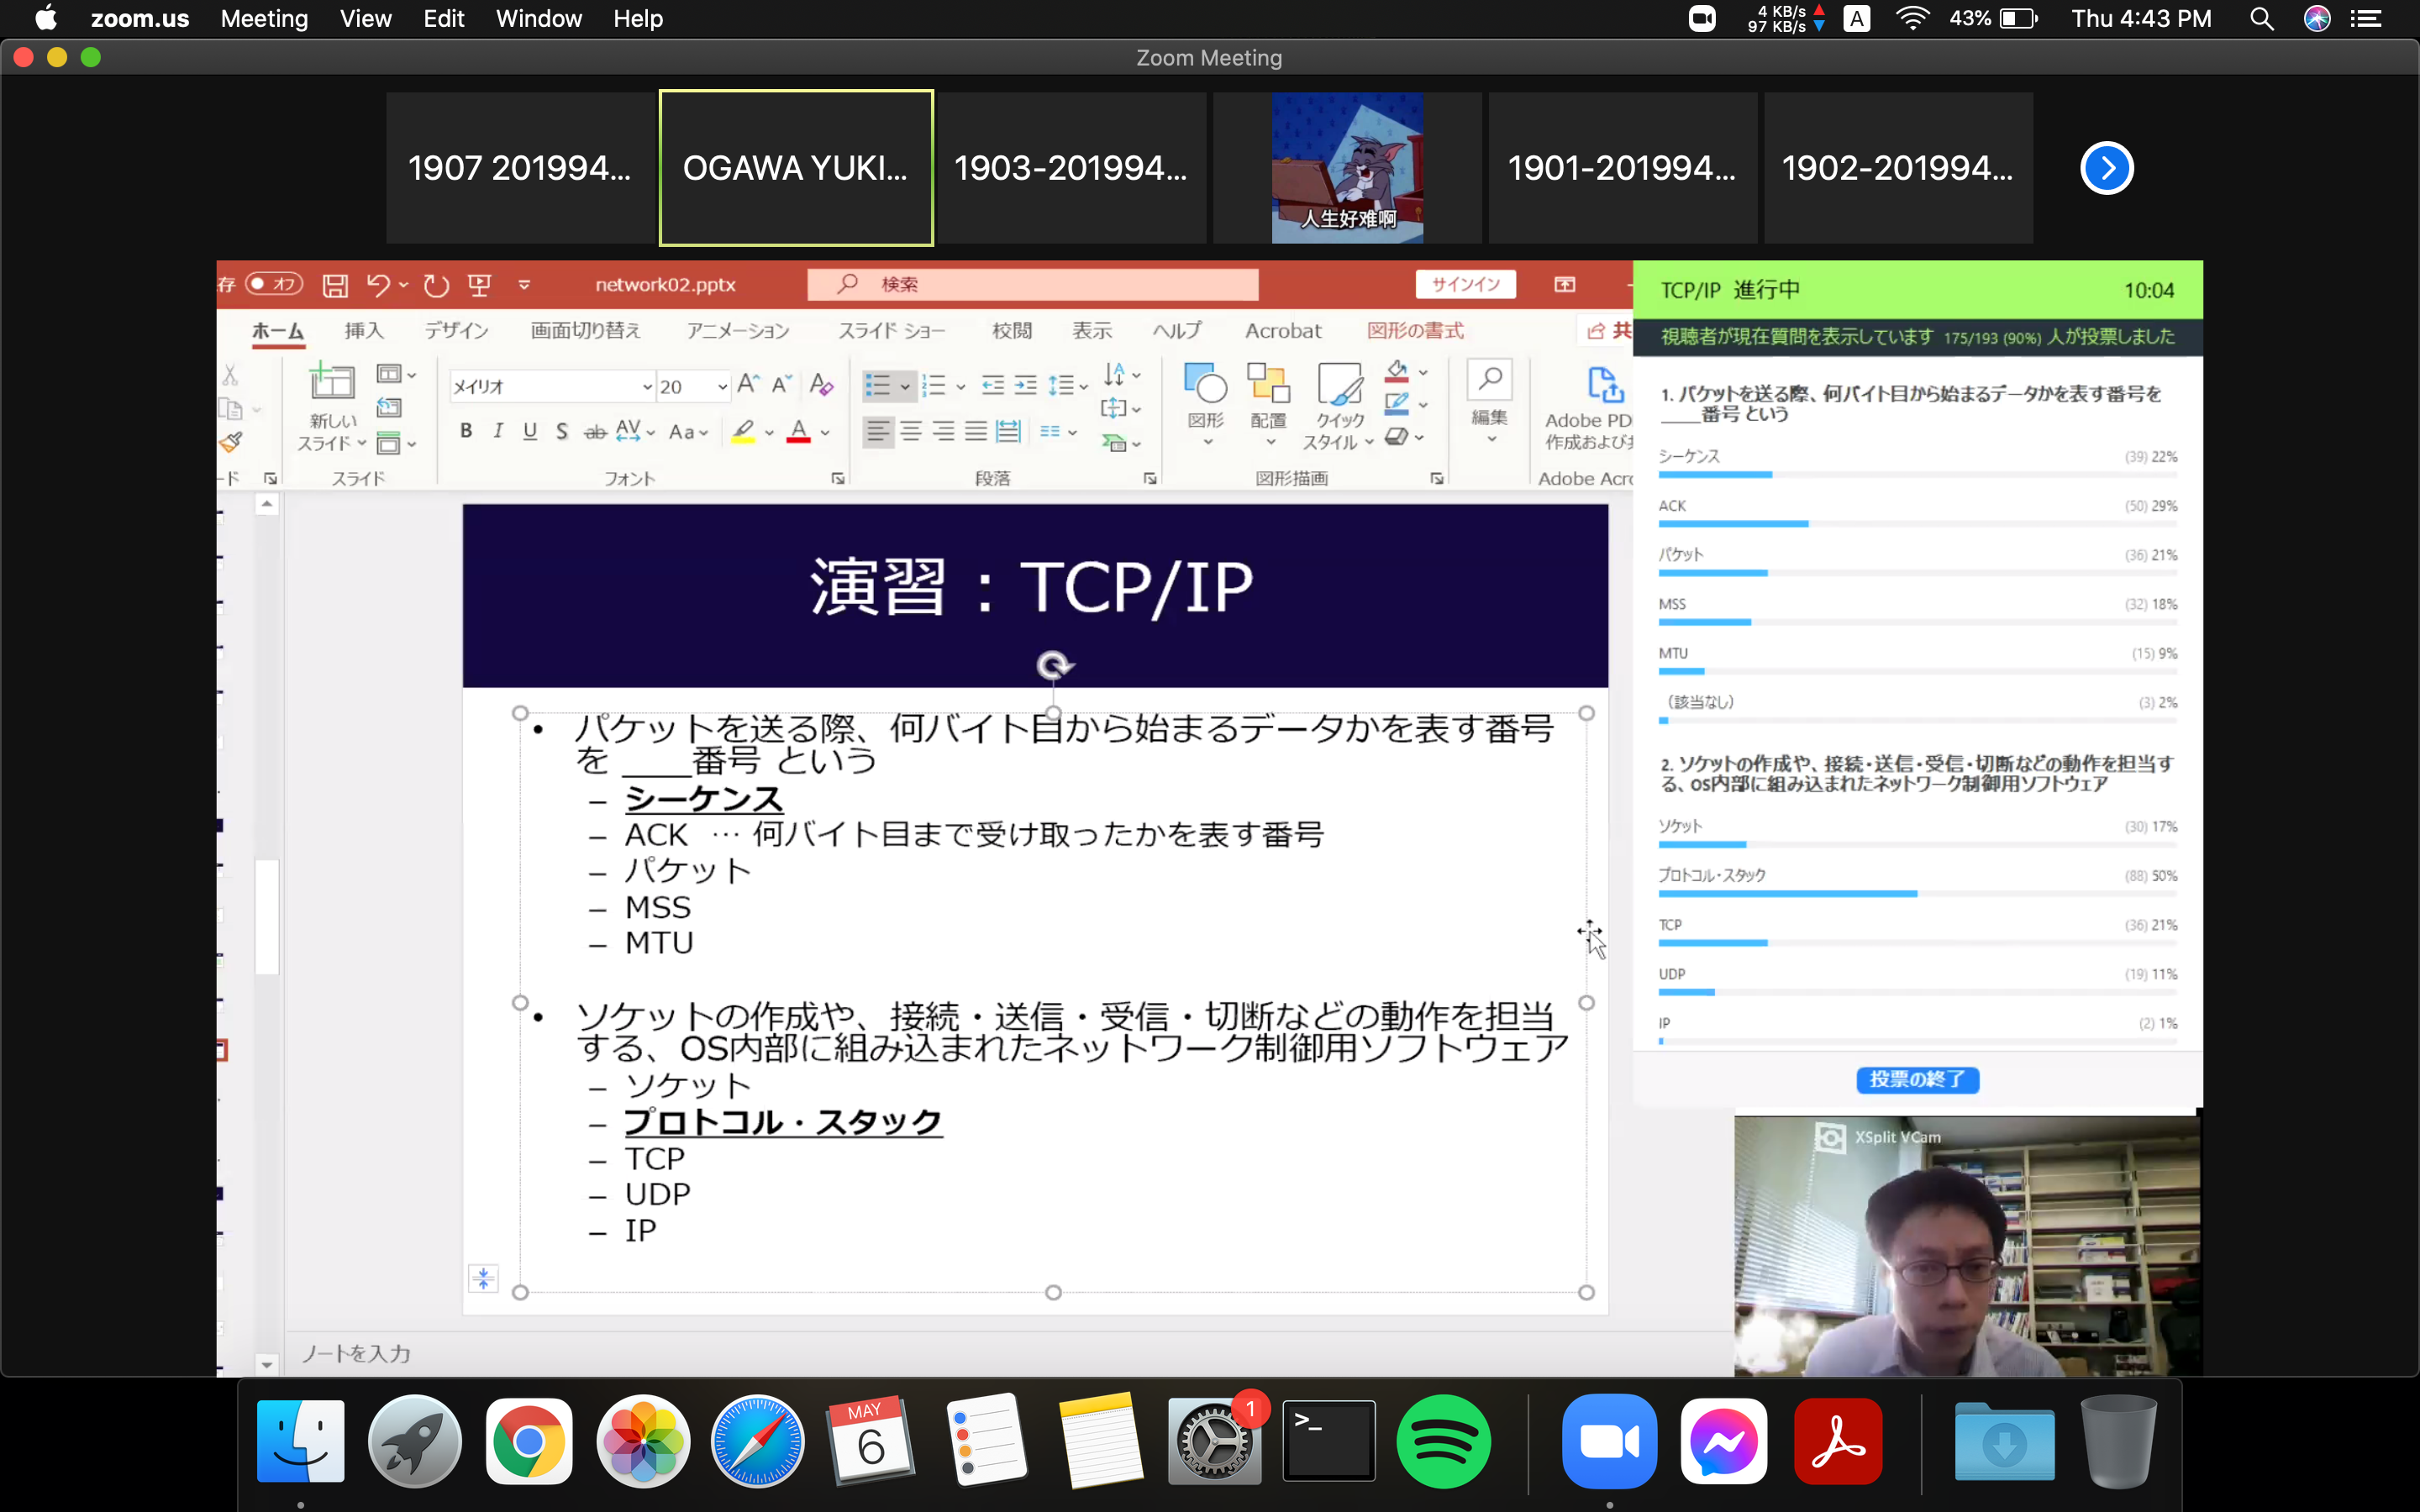 zoom.us Meeting View Edit Window Help
4 KB/s
97 KB/s
A
43%
Thu 4:43 PM
Zoom Meeting
1907 201994...
OGAWA YUKI...
1903-201994...
人生好难啊
1901-201994...
1902-201994...
存 オフ
network02.pptx
検索
サインイン
ホーム 挿入 デザイン 画面切り替え アニメーション スライド ショー 校閲 表示 ヘルプ Acrobat 図形の書式 共
新しい
スライド
スライド
メイリオ 20
B I U S ab AV Aa A
フォント
段落
図形
配置
クイック
スタイル
図形描画
編集
Adobe PD
作成および
Adobe Acr
演習：TCP/IP
• パケットを送る際、何バイト目から始まるデータかを表す番号
を ____番号 という
– シーケンス
– ACK … 何バイト目まで受け取ったかを表す番号
– パケット
– MSS
– MTU
• ソケットの作成や、接続・送信・受信・切断などの動作を担当
する、OS内部に組み込まれたネットワーク制御用ソフトウェア
– ソケット
– プロトコル・スタック
– TCP
– UDP
– IP
ノートを入力
TCP/IP 進行中 10:04
視聴者が現在質問を表示しています 175/193 (90%) 人が投票しました
1. パケットを送る際、何バイト目から始まるデータかを表す番号を
____番号 という
シーケンス (39) 22%
ACK (50) 29%
パケット (36) 21%
MSS (32) 18%
MTU (15) 9%
（該当なし） (3) 2%
2. ソケットの作成や、接続・送信・受信・切断などの動作を担当す
る、OS内部に組み込まれたネットワーク制御用ソフトウェア
ソケット (30) 17%
プロトコル・スタック (88) 50%
TCP (36) 21%
UDP (19) 11%
IP (2) 1%
投票の終了
XSplit VCam
MAY
6
1
>_